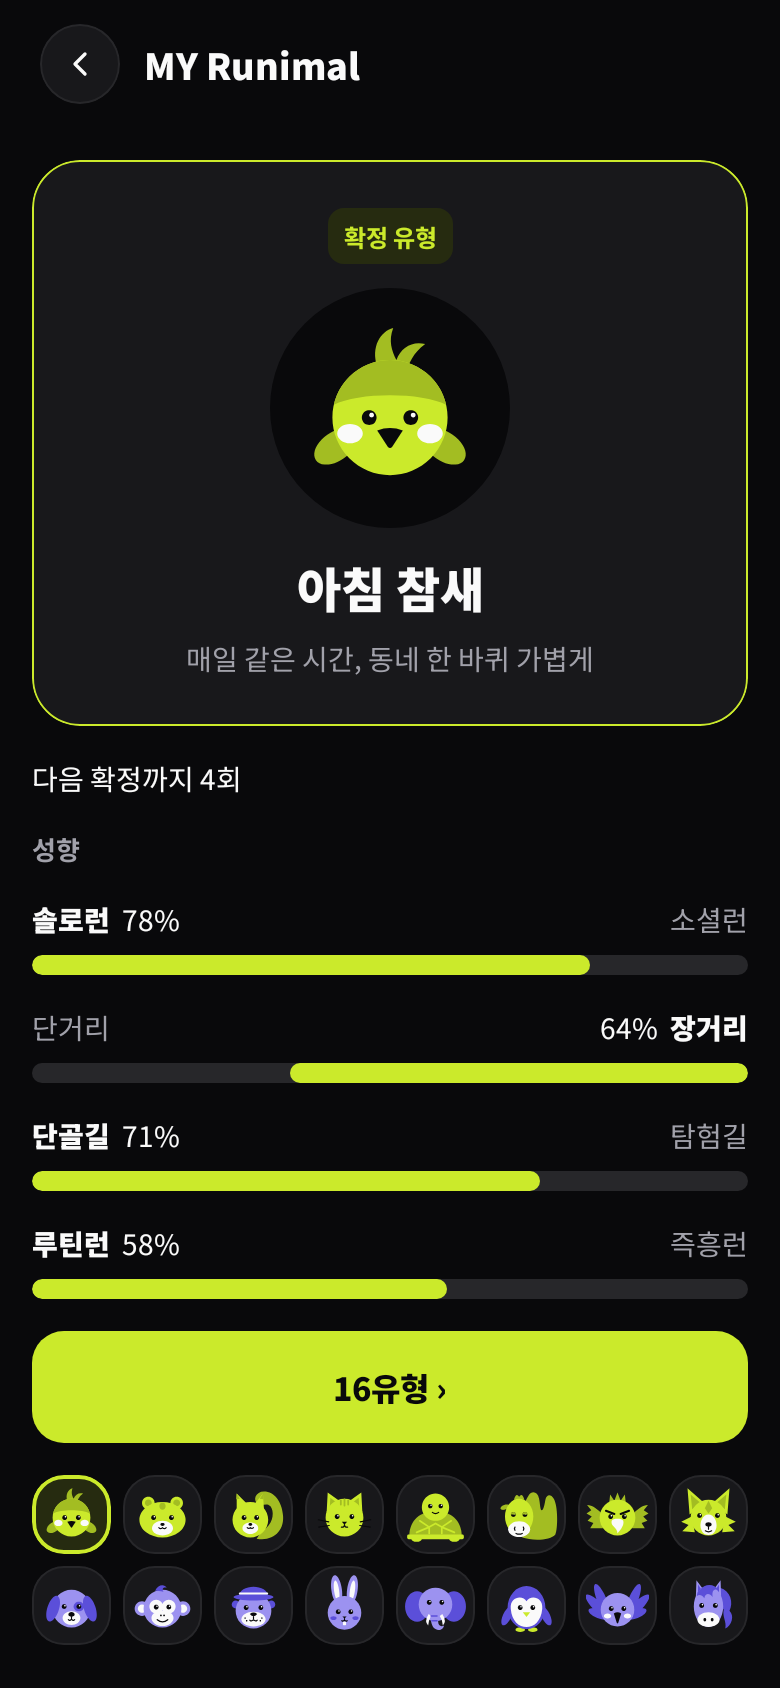 MY Runimal
확정 유형
아침 참새
매일 같은 시간, 동네 한 바퀴 가볍게
다음 확정까지 4회
성향
솔로런 78% 소셜런
단거리 64% 장거리
단골길 71% 탐험길
루틴런 58% 즉흥런
16유형 ›